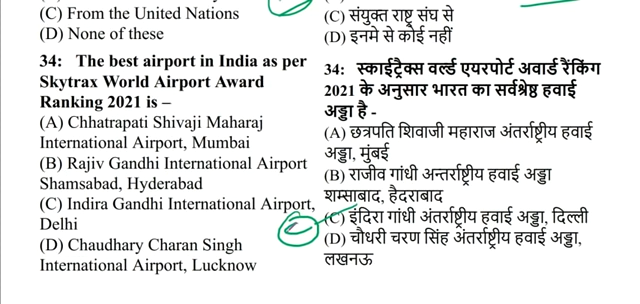 (C) From the United Nations
(D) None of these
34: The best airport in India as per
Skytrax World Airport Award
Ranking 2021 is –
(A) Chhatrapati Shivaji Maharaj
International Airport, Mumbai
(B) Rajiv Gandhi International Airport
Shamsabad, Hyderabad
(C) Indira Gandhi International Airport,
Delhi
(D) Chaudhary Charan Singh
International Airport, Lucknow
(C) संयुक्त राष्ट्र संघ से
(D) इनमे से कोई नहीं
34: स्काईट्रैक्स वर्ल्ड एयरपोर्ट अवार्ड रैंकिंग
2021 के अनुसार भारत का सर्वश्रेष्ठ हवाई
अड्डा है -
(A) छत्रपति शिवाजी महाराज अंतर्राष्ट्रीय हवाई
अड्डा, मुंबई
(B) राजीव गांधी अन्तर्राष्ट्रीय हवाई अड्डा
शम्साबाद, हैदराबाद
(C) इंदिरा गांधी अंतर्राष्ट्रीय हवाई अड्डा, दिल्ली
(D) चौधरी चरण सिंह अंतर्राष्ट्रीय हवाई अड्डा,
लखनऊ